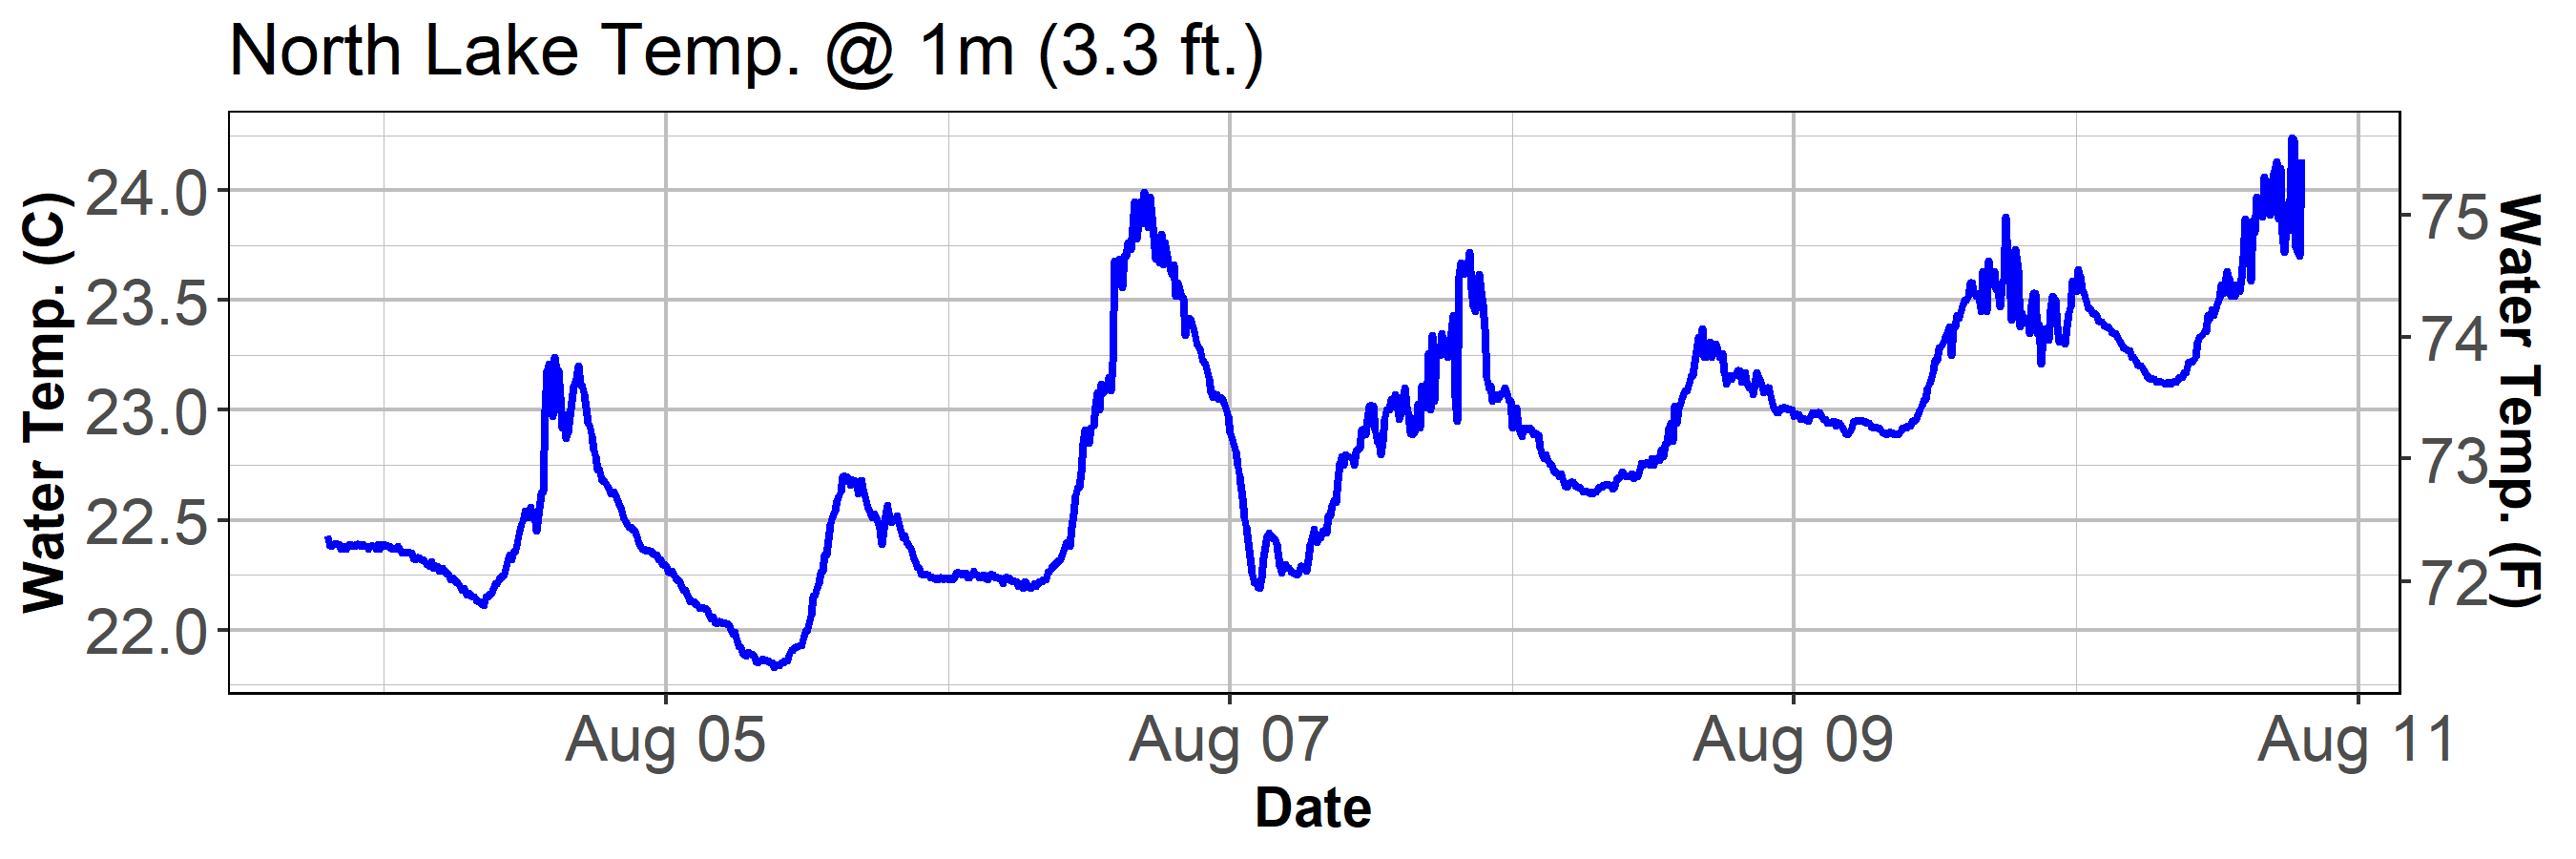 North Lake Temp. @ 1m (3.3 ft.)
Water Temp. (C)
24.0
23.5
23.0
22.5
22.0
75
74
73
72
Water Temp. (F)
Aug 05 Aug 07 Aug 09 Aug 11
Date